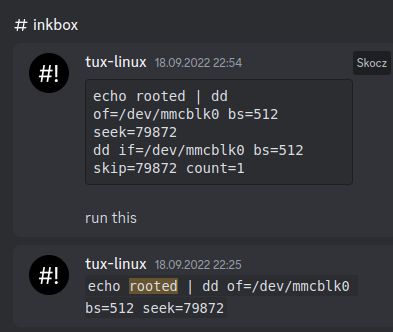 # inkbox
tux-linux 18.09.2022 22:54
Skocz
echo rooted | dd
of=/dev/mmcblk0 bs=512
seek=79872
dd if=/dev/mmcblk0 bs=512
skip=79872 count=1
run this
#!
tux-linux 18.09.2022 22:25
#!
echo rooted | dd of=/dev/mmcblk0
bs=512 seek=79872